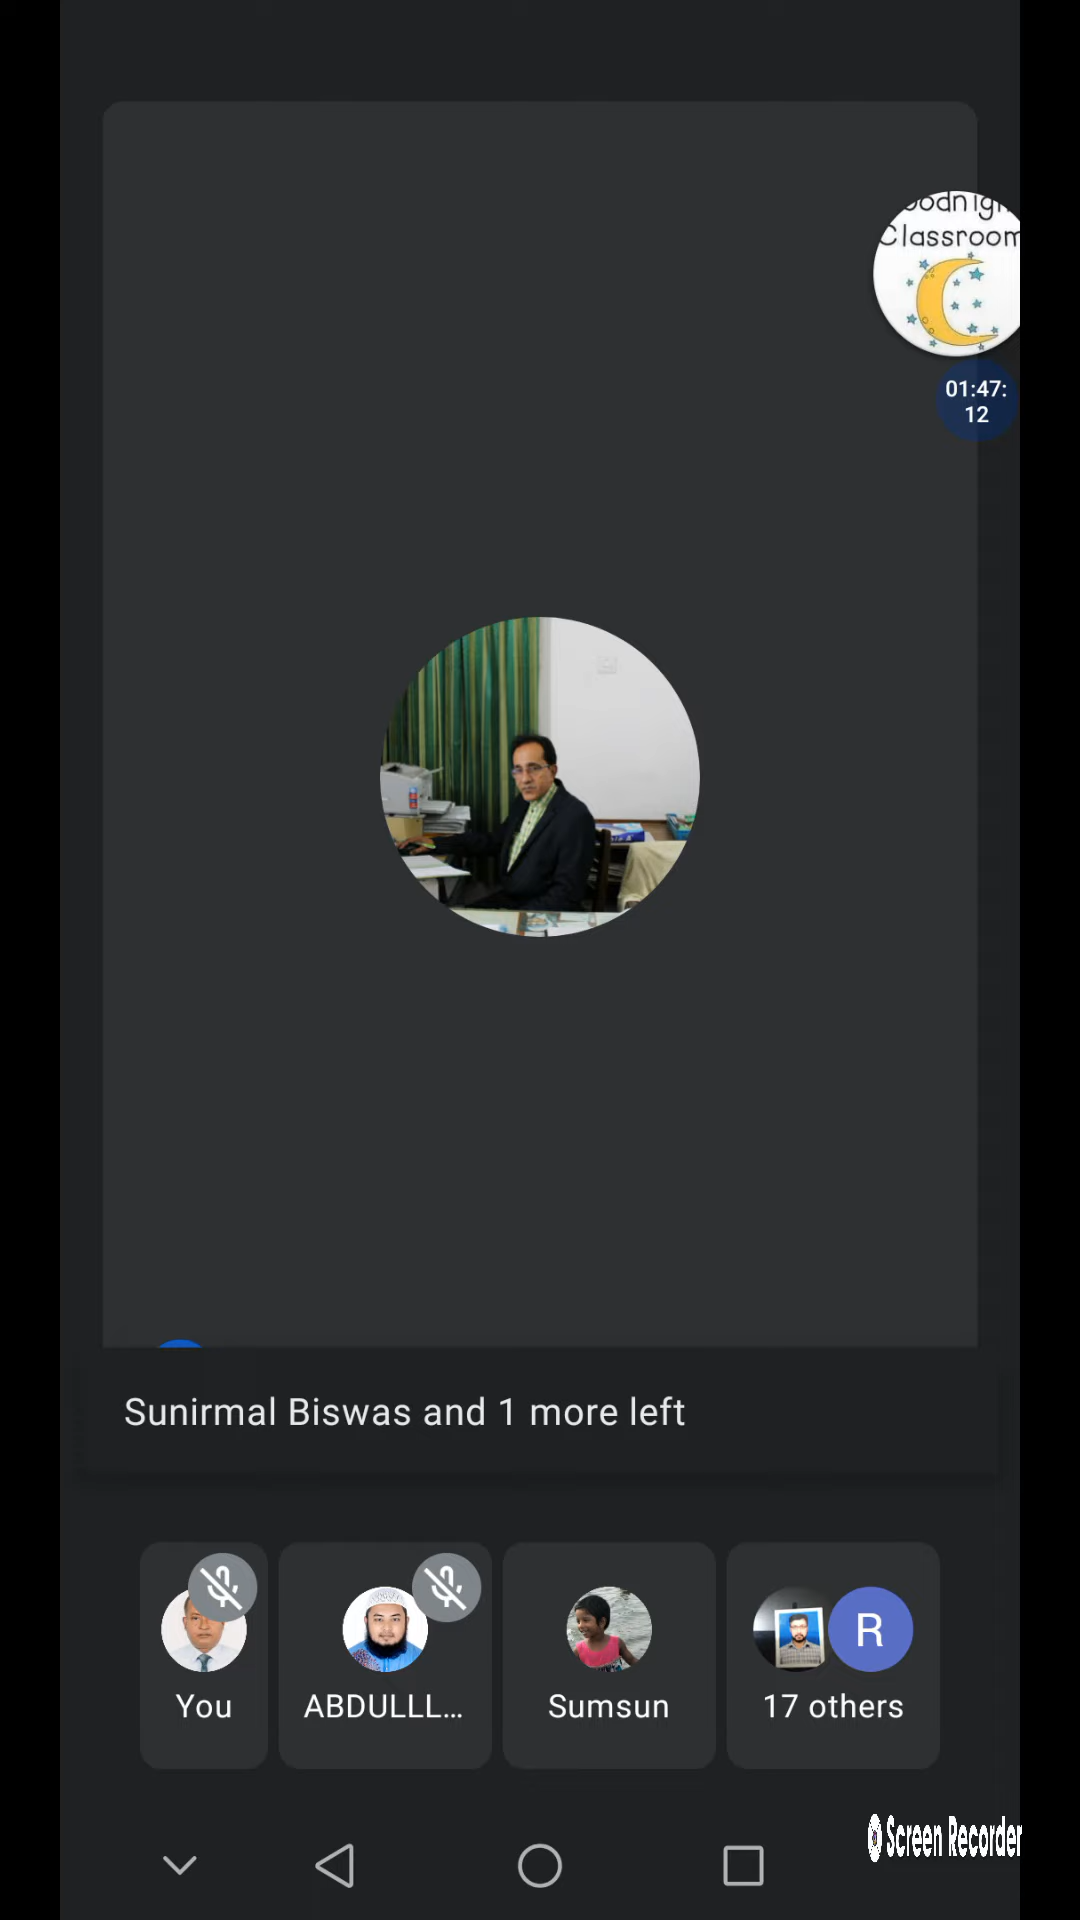 Classroom
01:47:
12
Sunirmal Biswas and 1 more left
You
ABDULLL...
Sumsun
R
17 others
Screen Recorder